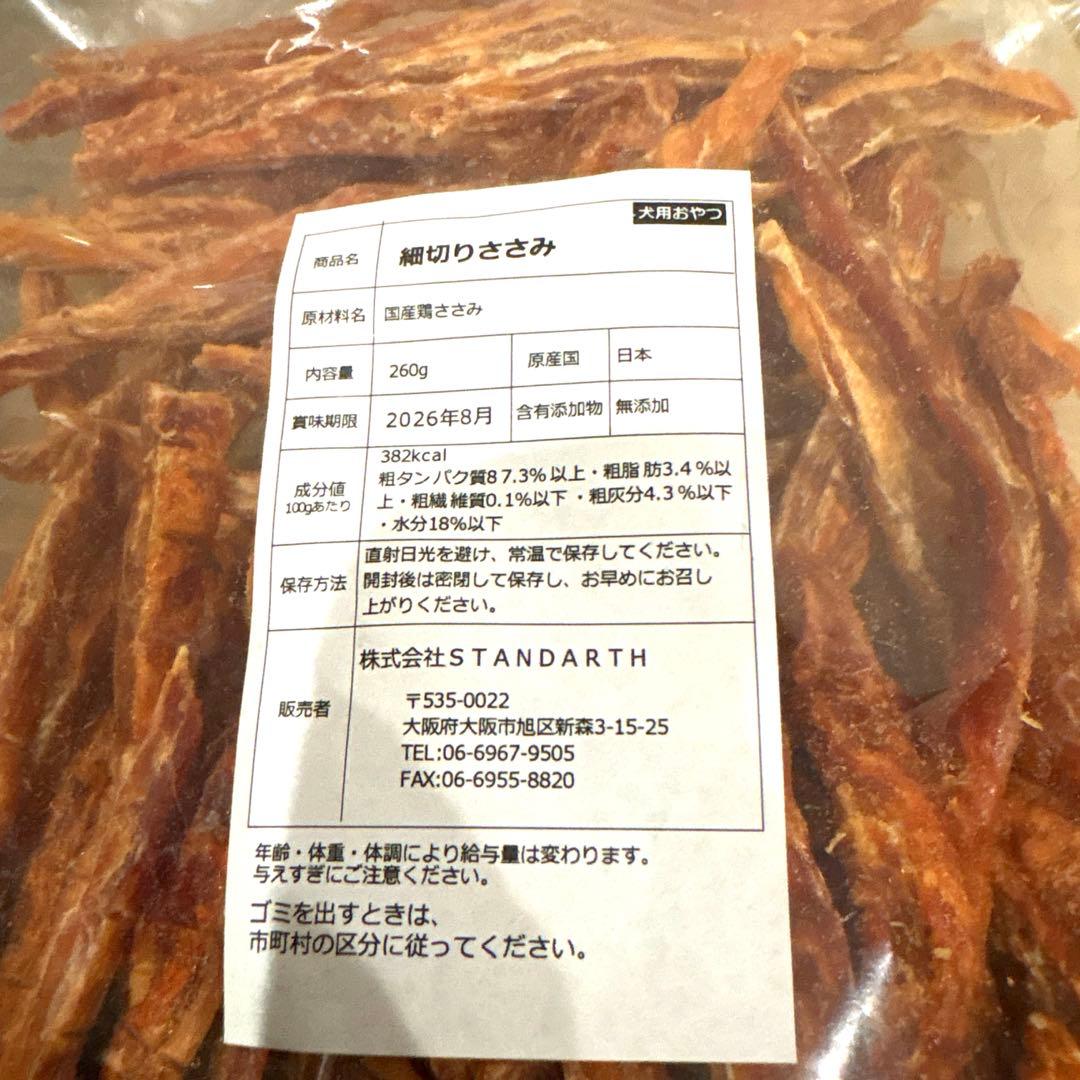 犬用おやつ
商品名 細切りささみ
原材料名 国産鶏ささみ
内容量 260g 原産国 日本
賞味期限 2026年8月 含有添加物 無添加
382kcal
成分値 粗タンパク質87.3%以上・粗脂肪3.4%以
100gあたり 上・粗繊維質0.1%以下・粗灰分4.3%以下
・水分18%以下
直射日光を避け、常温で保存してください。
保存方法 開封後は密閉して保存し、お早めにお召し
上がりください。
株式会社STANDARTH
販売者 〒535-0022
大阪府大阪市旭区新森3-15-25
TEL:06-6967-9505
FAX:06-6955-8820
年齢・体重・体調により給与量は変わります。
与えすぎにご注意ください。
ゴミを出すときは、
市町村の区分に従ってください。